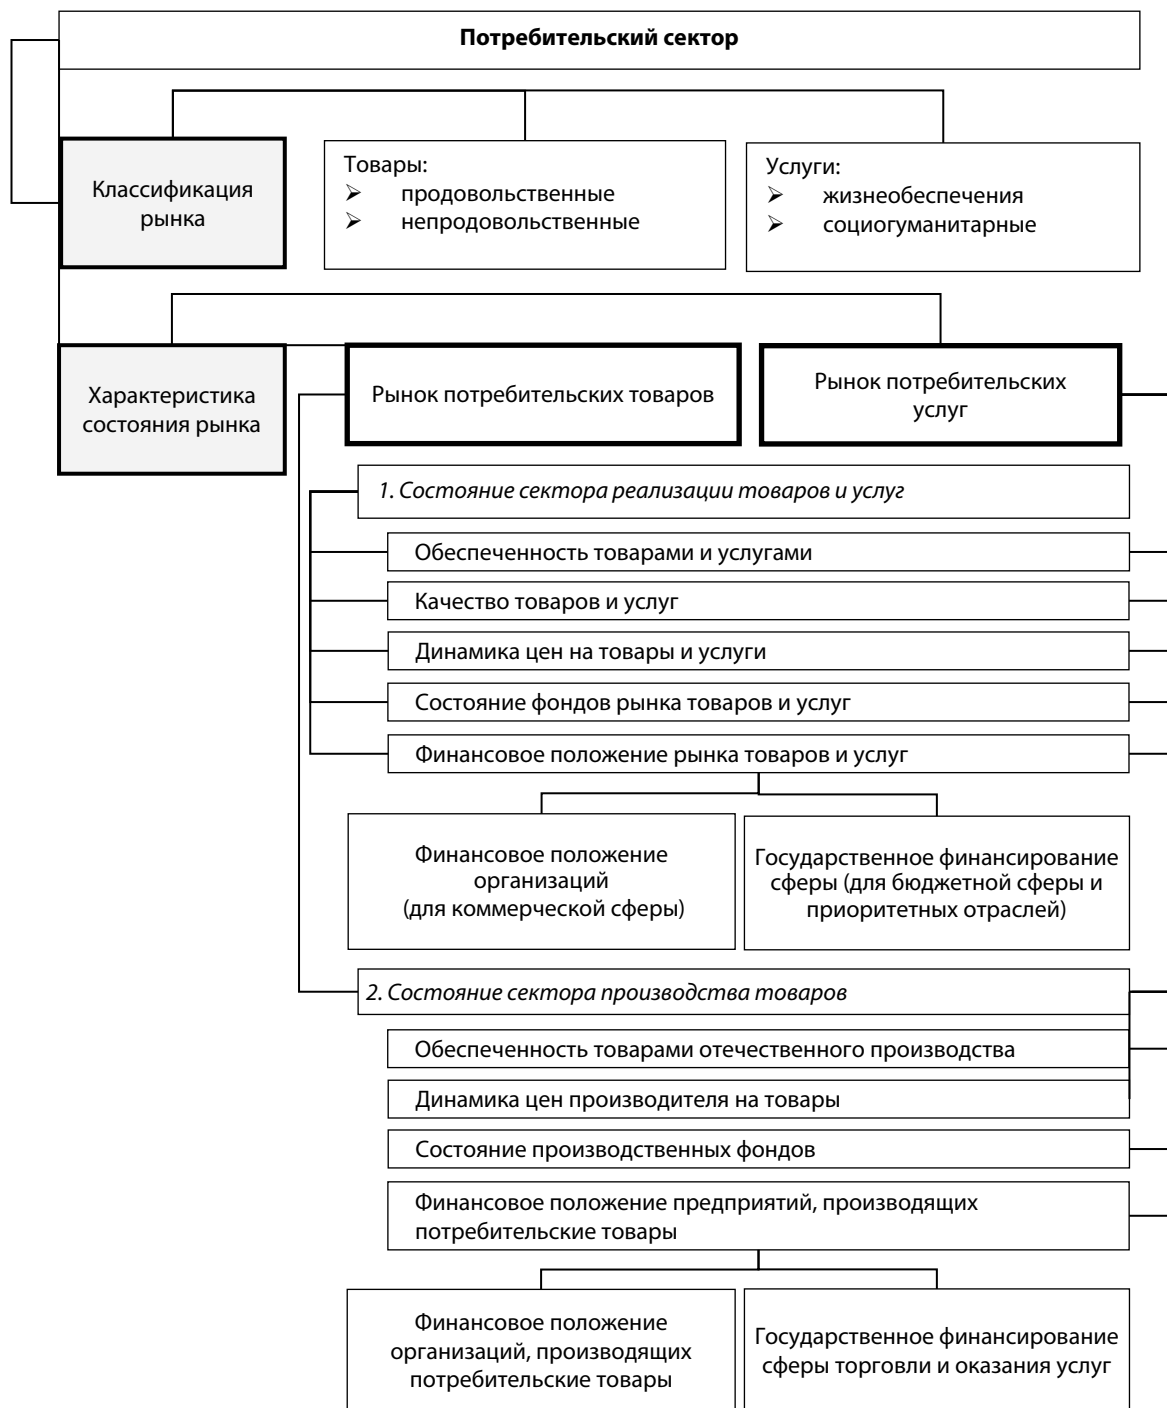 Потребительский сектор
Классификация
рынка
Товары:
➢ продовольственные
➢ непродовольственные
Услуги:
➢ жизнеобеспечения
➢ социогуманитарные
Характеристика
состояния рынка
Рынок потребительских товаров
Рынок потребительских
услуг
1. Состояние сектора реализации товаров и услуг
Обеспеченность товарами и услугами
Качество товаров и услуг
Динамика цен на товары и услуги
Состояние фондов рынка товаров и услуг
Финансовое положение рынка товаров и услуг
Финансовое положение
организаций
(для коммерческой сферы)
Государственное финансирование
сферы (для бюджетной сферы и
приоритетных отраслей)
2. Состояние сектора производства товаров
Обеспеченность товарами отечественного производства
Динамика цен производителя на товары
Состояние производственных фондов
Финансовое положение предприятий, производящих
потребительские товары
Финансовое положение
организаций, производящих
потребительские товары
Государственное финансирование
сферы торговли и оказания услуг